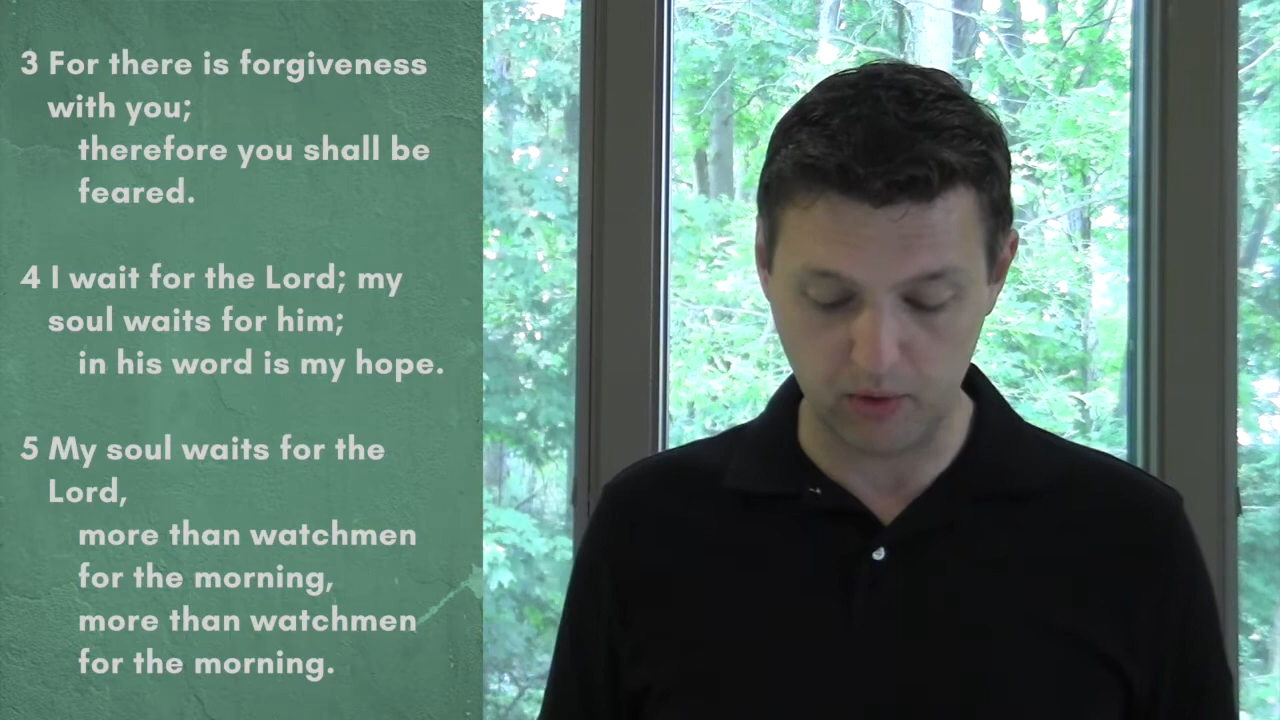 3 For there is forgiveness
with you;
therefore you shall be
feared.
4 I wait for the Lord; my
soul waits for him;
in his word is my hope.
5 My soul waits for the
Lord,
more than watchmen
for the morning,
more than watchmen
for the morning.